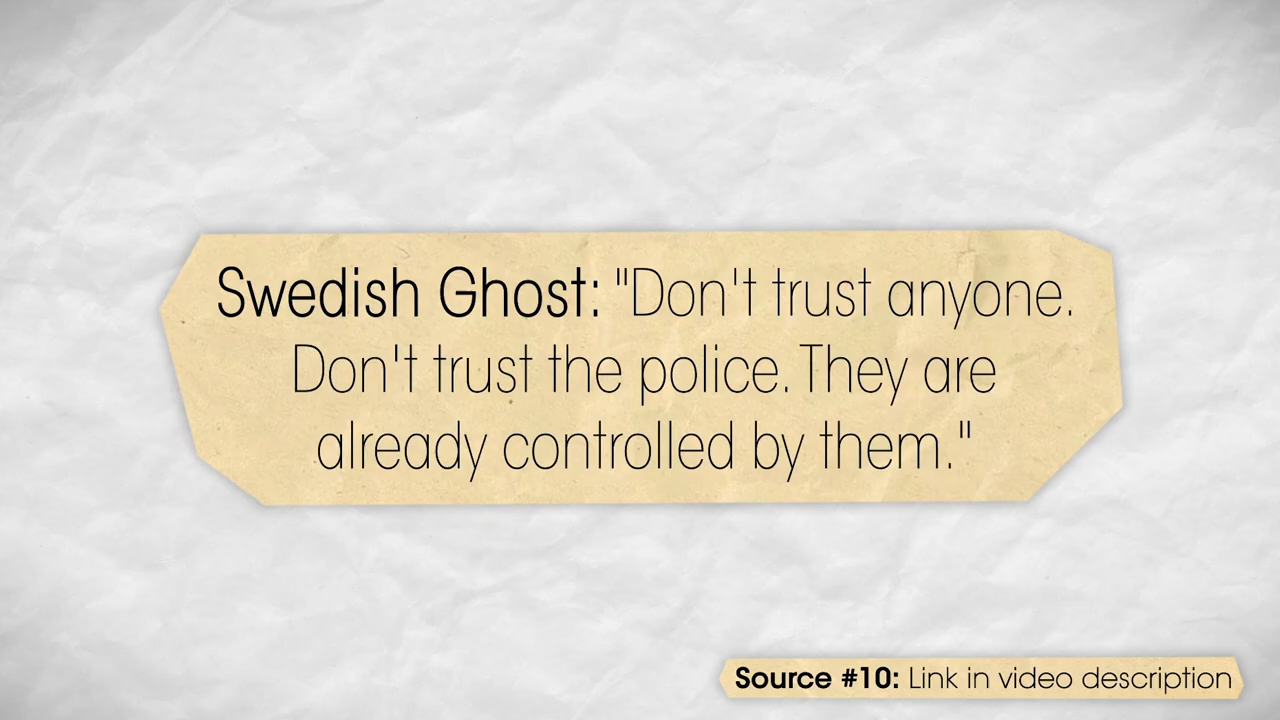 Swedish Ghost: "Don't trust anyone.
Don't trust the police. They are
already controlled by them."
Source #10: Link in video description